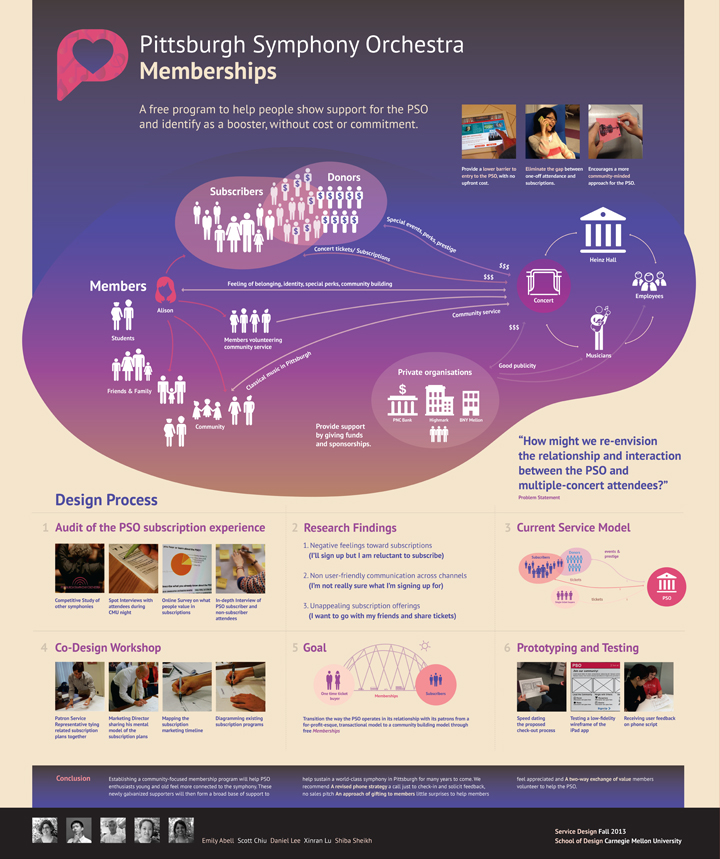 Pittsburgh Symphony Orchestra
Memberships
A free program to help people show support for the PSO
and identify as a booster, without cost or commitment.
Provide a lower barrier to
entry to the PSO, with no
upfront cost.
Eliminate the gap between
one-off attendance and
subscriptions.
Encourages a more
community-minded
approach for the PSO.
Subscribers
Donors
Special events, perks, prestige
Concert tickets/ Subscriptions
$$$
$$$
Heinz Hall
Members
Alison
Feeling of belonging, identity, special perks, community building
Concert
Employees
Students
Members volunteering
community service
Community service
$$$
Musicians
Classical music in Pittsburgh
Good publicity
Friends & Family
Community
Private organisations
$
PNC Bank
Highmark
BNY Mellon
Provide support
by giving funds
and sponsorships.
“How might we re-envision
the relationship and interaction
between the PSO and
multiple-concert attendees?”
Problem Statement
Design Process
1 Audit of the PSO subscription experience
Competitive Study of
other symphonies
Spot Interviews with
attendees during
CMU night
Online Survey on what
people value in
subscriptions
In-depth Interview of
PSO subscriber and
non-subscriber
attendees
2 Research Findings
1. Negative feelings toward subscriptions
(I’ll sign up but I am reluctant to subscribe)
2. Non user-friendly communication across channels
(I’m not really sure what I’m signing up for)
3. Unappealing subscription offerings
(I want to go with my friends and share tickets)
3 Current Service Model
Subscribers
Donors
events &
prestige
tickets
tickets
PSO
4 Co-Design Workshop
Patron Service
Representative tying
related subscription
plans together
Marketing Director
sharing his mental
model of the
subscription plans
Mapping the
subscription
marketing timeline
Diagramming existing
subscription programs
5 Goal
One time ticket
buyer
Memberships
Subscribers
Transition the way the PSO operates in its relationship with its patrons from a
for-profit-esque, transactional model to a community building model through
free Memberships
6 Prototyping and Testing
PSO
Speed dating
the proposed
check-out process
Testing a low-fidelity
wireframe of the
iPad app
Receiving user feedback
on phone script
Conclusion
Establishing a community-focused membership program will help PSO
enthusiasts young and old feel more connected to the symphony. These
newly galvanized supporters will then form a broad base of support to
help sustain a world-class symphony in Pittsburgh for many years to come. We
recommend A revised phone strategy a call just to check-in and solicit feedback,
no sales pitch An approach of gifting to members little surprises to help members
feel appreciated and A two-way exchange of value members
volunteer to help the PSO.
Emily Abell Scott Chiu Daniel Lee Xinran Lu Shiba Sheikh
Service Design Fall 2013
School of Design Carnegie Mellon University